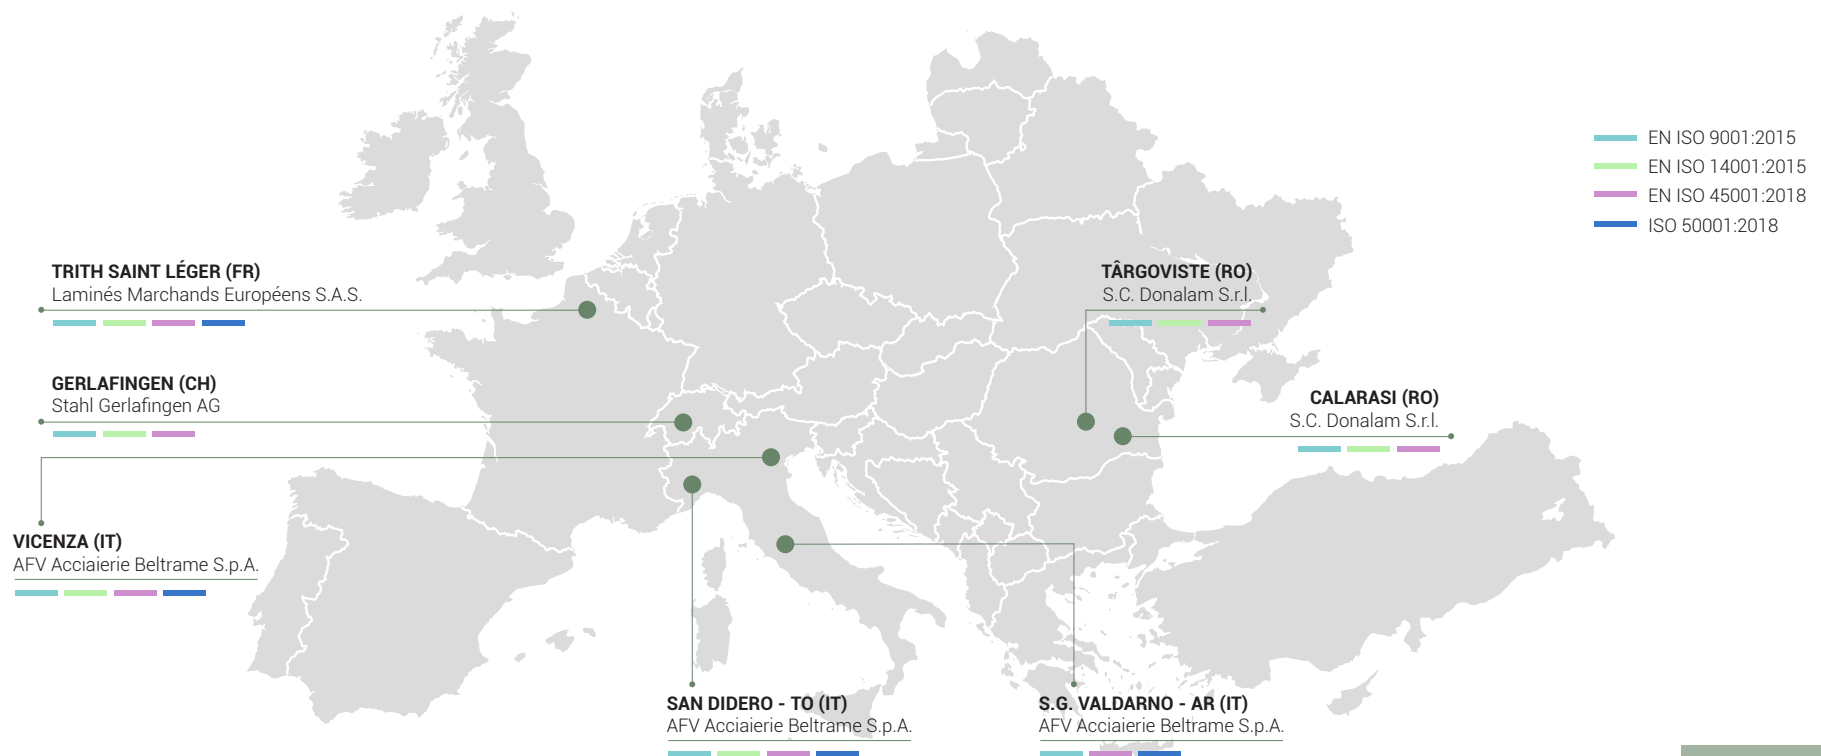 EN ISO 9001:2015
EN ISO 14001:2015
EN ISO 45001:2018
ISO 50001:2018
TRITH SAINT LÉGER (FR)
Laminés Marchands Européens S.A.S.
TÂRGOVISTE (RO)
S.C. Donalam S.r.l.
GERLAFINGEN (CH)
Stahl Gerlafingen AG
CALARASI (RO)
S.C. Donalam S.r.l.
VICENZA (IT)
AFV Acciaierie Beltrame S.p.A.
SAN DIDERO - TO (IT)
AFV Acciaierie Beltrame S.p.A.
S.G. VALDARNO - AR (IT)
AFV Acciaierie Beltrame S.p.A.